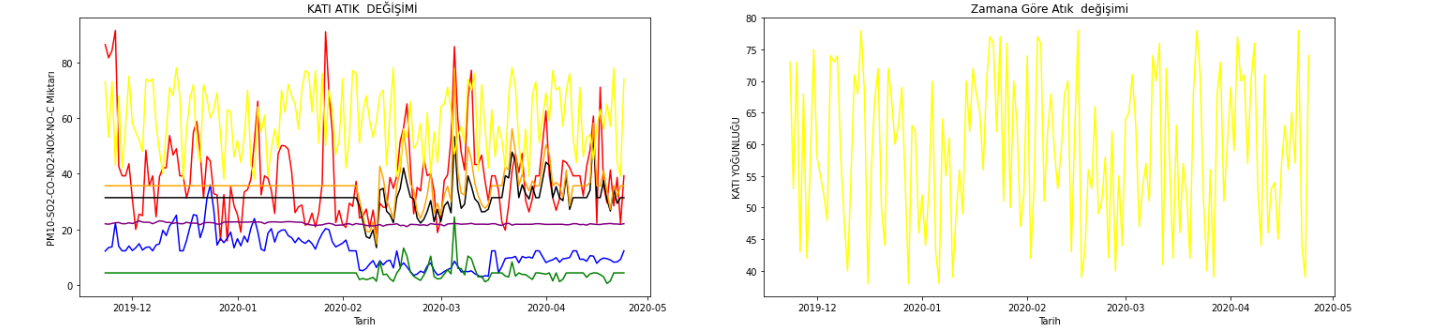 KATI ATIK  DEĞİŞİMİ
PM10-SO2-CO-NO2-NOX-NO-C Miktarı
80
60
40
20
0
2019-12 2020-01 2020-02 2020-03 2020-04 2020-05
Tarih
Zamana Göre Atık  değişimi
KATI YOĞUNLUĞU
80
75
70
65
60
55
50
45
40
2019-12 2020-01 2020-02 2020-03 2020-04 2020-05
Tarih